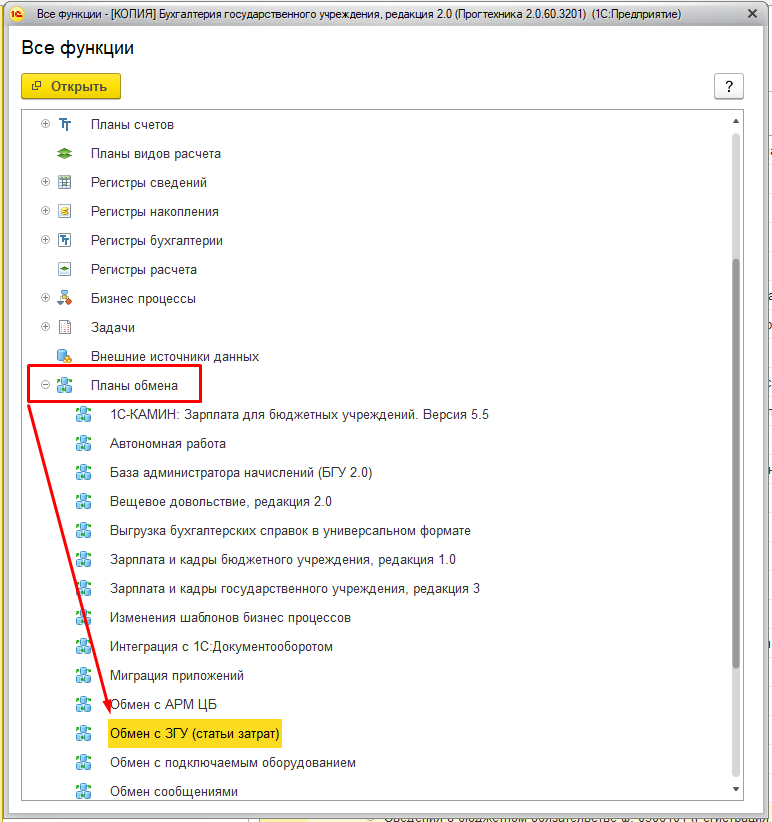 Все функции - [КОПИЯ] Бухгалтерия государственного учреждения, редакция 2.0 (Прогтехника 2.0.60.3201) (1С:Предприятие)
Все функции
Открыть
?
Планы счетов
Планы видов расчета
Регистры сведений
Регистры накопления
Регистры бухгалтерии
Регистры расчета
Бизнес процессы
Задачи
Внешние источники данных
Планы обмена
1С-КАМИН: Зарплата для бюджетных учреждений. Версия 5.5
Автономная работа
База администратора начислений (БГУ 2.0)
Вещевое довольствие, редакция 2.0
Выгрузка бухгалтерских справок в универсальном формате
Зарплата и кадры бюджетного учреждения, редакция 1.0
Зарплата и кадры государственного учреждения, редакция 3
Изменения шаблонов бизнес процессов
Интеграция с 1С:Документооборотом
Миграция приложений
Обмен с АРМ ЦБ
Обмен с ЗГУ (статьи затрат)
Обмен с подключаемым оборудованием
Обмен сообщениями